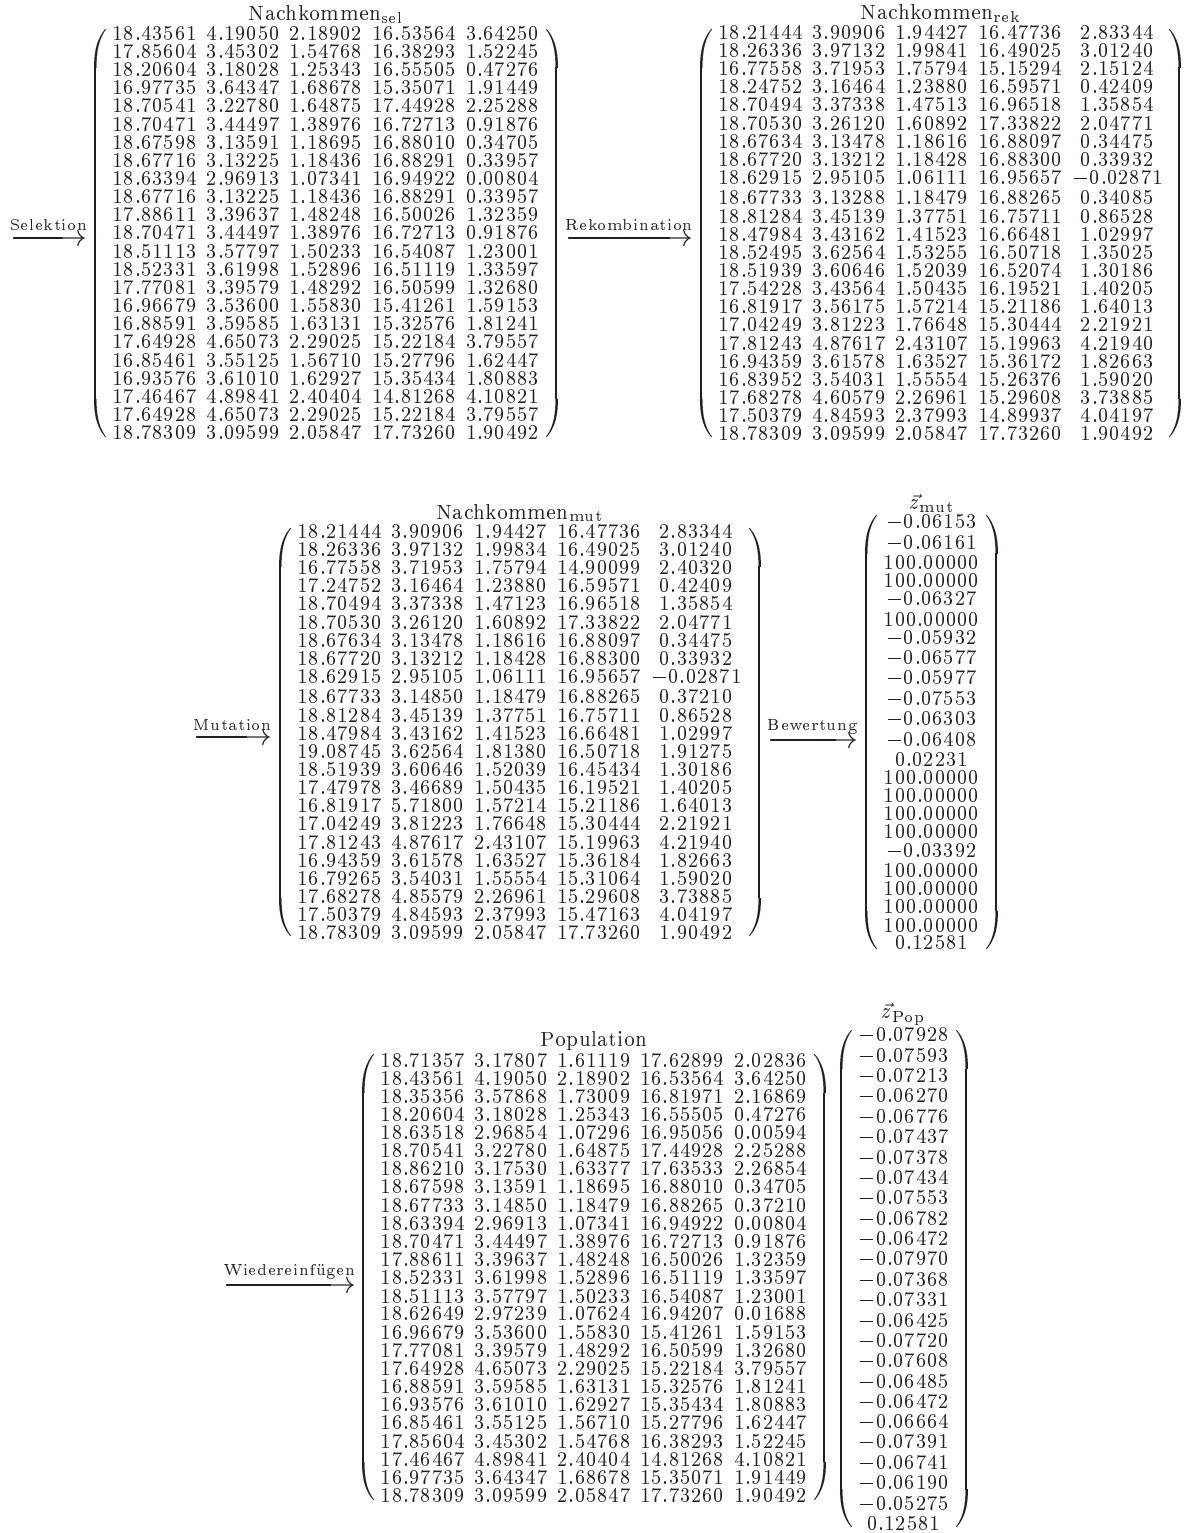 Nachkommen_sel
18.43561 4.19050 2.18902 16.53564 3.64250
17.85604 3.45302 1.54768 16.38293 1.52245
18.20604 3.18028 1.25343 16.55505 0.47276
16.97735 3.64347 1.68678 15.35071 1.91449
18.70541 3.22780 1.64875 17.44928 2.25288
18.70471 3.44497 1.38976 16.72713 0.91876
18.67598 3.13591 1.18695 16.88010 0.34705
18.67716 3.13225 1.18436 16.88291 0.33957
18.63394 2.96913 1.07341 16.94922 0.00804
18.67716 3.13225 1.18436 16.88291 0.33957
17.88611 3.39637 1.48248 16.50026 1.32359
18.70471 3.44497 1.38976 16.72713 0.91876
18.51113 3.57797 1.50233 16.54087 1.23001
18.52331 3.61998 1.52896 16.51119 1.33597
17.77081 3.39579 1.48292 16.50599 1.32680
16.96679 3.53600 1.55830 15.41261 1.59153
16.88591 3.59585 1.63131 15.32576 1.81241
17.64928 4.65073 2.29025 15.22184 3.79557
16.85461 3.55125 1.56710 15.27796 1.62447
16.93576 3.61010 1.62927 15.35434 1.80883
17.46467 4.89841 2.40404 14.81268 4.10821
17.64928 4.65073 2.29025 15.22184 3.79557
18.78309 3.09599 2.05847 17.73260 1.90492
Selektion
Nachkommen_rek
18.21444 3.90906 1.94427 16.47736 2.83344
18.26336 3.97132 1.99841 16.49025 3.01240
16.77558 3.71953 1.75794 15.15294 2.15124
18.24752 3.16464 1.23880 16.59571 0.42409
18.70494 3.37338 1.47513 16.96518 1.35854
18.70530 3.26120 1.60892 17.33822 2.04771
18.67634 3.13478 1.18616 16.88097 0.34475
18.67720 3.13212 1.18428 16.88300 0.33932
18.62915 2.95105 1.06111 16.95657 −0.02871
18.67733 3.13288 1.18479 16.88265 0.34085
18.81284 3.45139 1.37751 16.75711 0.86528
18.47984 3.43162 1.41523 16.66481 1.02997
18.52495 3.62564 1.53255 16.50718 1.35025
18.51939 3.60646 1.52039 16.52074 1.30186
17.54228 3.43564 1.50435 16.19521 1.40205
16.81917 3.56175 1.57214 15.21186 1.64013
17.04249 3.81223 1.76648 15.30444 2.21921
17.81243 4.87617 2.43107 15.19963 4.21940
16.94359 3.61578 1.63527 15.36172 1.82663
16.83952 3.54031 1.55554 15.26376 1.59020
17.68278 4.60579 2.26961 15.29608 3.73885
17.50379 4.84593 2.37993 14.89937 4.04197
18.78309 3.09599 2.05847 17.73260 1.90492
Rekombination
Nachkommen_mut
18.21444 3.90906 1.94427 16.47736 2.83344
18.26336 3.97132 1.99834 16.49025 3.01240
16.77558 3.71953 1.75794 14.90099 2.40320
17.24752 3.16464 1.23880 16.59571 0.42409
18.70494 3.37338 1.47123 16.96518 1.35854
18.70530 3.26120 1.60892 17.33822 2.04771
18.67634 3.13478 1.18616 16.88097 0.34475
18.67720 3.13212 1.18428 16.88300 0.33932
18.62915 2.95105 1.06111 16.95657 −0.02871
18.67733 3.14850 1.18479 16.88265 0.37210
18.81284 3.45139 1.37751 16.75711 0.86528
18.47984 3.43162 1.41523 16.66481 1.02997
19.08745 3.62564 1.81380 16.50718 1.91275
18.51939 3.60646 1.52039 16.45434 1.30186
17.47978 3.46689 1.50435 16.19521 1.40205
16.81917 5.71800 1.57214 15.21186 1.64013
17.04249 3.81223 1.76648 15.30444 2.21921
17.81243 4.87617 2.43107 15.19963 4.21940
16.94359 3.61578 1.63527 15.36184 1.82663
16.79265 3.54031 1.55554 15.31064 1.59020
17.68278 4.85579 2.26961 15.29608 3.73885
17.50379 4.84593 2.37993 15.47163 4.04197
18.78309 3.09599 2.05847 17.73260 1.90492
Mutation
z⃗_mut
−0.06153
−0.06161
100.00000
100.00000
−0.06327
100.00000
−0.05932
−0.06577
−0.05977
−0.07553
−0.06303
−0.06408
0.02231
100.00000
100.00000
100.00000
100.00000
−0.03392
100.00000
100.00000
100.00000
100.00000
0.12581
Bewertung
Population
18.71357 3.17807 1.61119 17.62899 2.02836
18.43561 4.19050 2.18902 16.53564 3.64250
18.35356 3.57868 1.73009 16.81971 2.16869
18.20604 3.18028 1.25343 16.55505 0.47276
18.63518 2.96854 1.07296 16.95056 0.00594
18.70541 3.22780 1.64875 17.44928 2.25288
18.86210 3.17530 1.63377 17.63533 2.26854
18.67598 3.13591 1.18695 16.88010 0.34705
18.67733 3.14850 1.18479 16.88265 0.37210
18.63394 2.96913 1.07341 16.94922 0.00804
18.70471 3.44497 1.38976 16.72713 0.91876
17.88611 3.39637 1.48248 16.50026 1.32359
18.52331 3.61998 1.52896 16.51119 1.33597
18.51113 3.57797 1.50233 16.54087 1.23001
18.62649 2.97239 1.07624 16.94207 0.01688
16.96679 3.53600 1.55830 15.41261 1.59153
17.77081 3.39579 1.48292 16.50599 1.32680
17.64928 4.65073 2.29025 15.22184 3.79557
16.88591 3.59585 1.63131 15.32576 1.81241
16.93576 3.61010 1.62927 15.35434 1.80883
16.85461 3.55125 1.56710 15.27796 1.62447
17.85604 3.45302 1.54768 16.38293 1.52245
17.46467 4.89841 2.40404 14.81268 4.10821
16.97735 3.64347 1.68678 15.35071 1.91449
18.78309 3.09599 2.05847 17.73260 1.90492
Wiedereinfügen
z⃗_Pop
−0.07928
−0.07593
−0.07213
−0.06270
−0.06776
−0.07437
−0.07378
−0.07434
−0.07553
−0.06782
−0.06472
−0.07970
−0.07368
−0.07331
−0.06425
−0.07720
−0.07608
−0.06485
−0.06472
−0.06664
−0.07391
−0.06741
−0.06190
−0.05275
0.12581